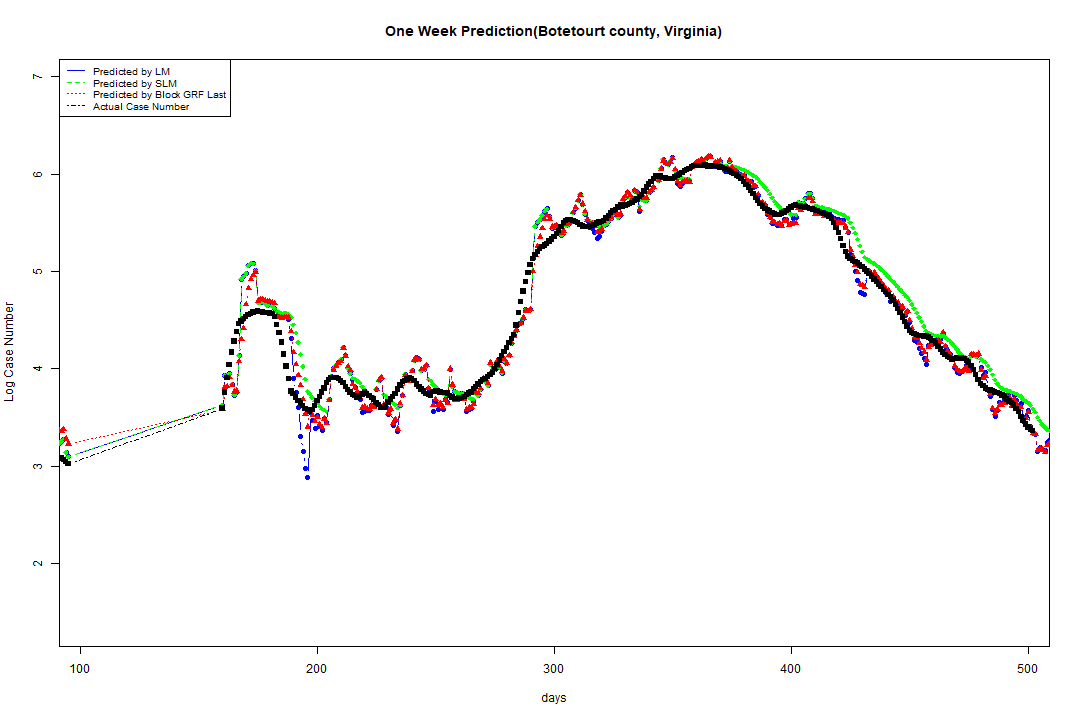 One Week Prediction(Botetourt county, Virginia)
Predicted by LM
Predicted by SLM
Predicted by Block GRF Last
Actual Case Number
7
6
5
4
3
2
Log Case Number
100 200 300 400 500
days